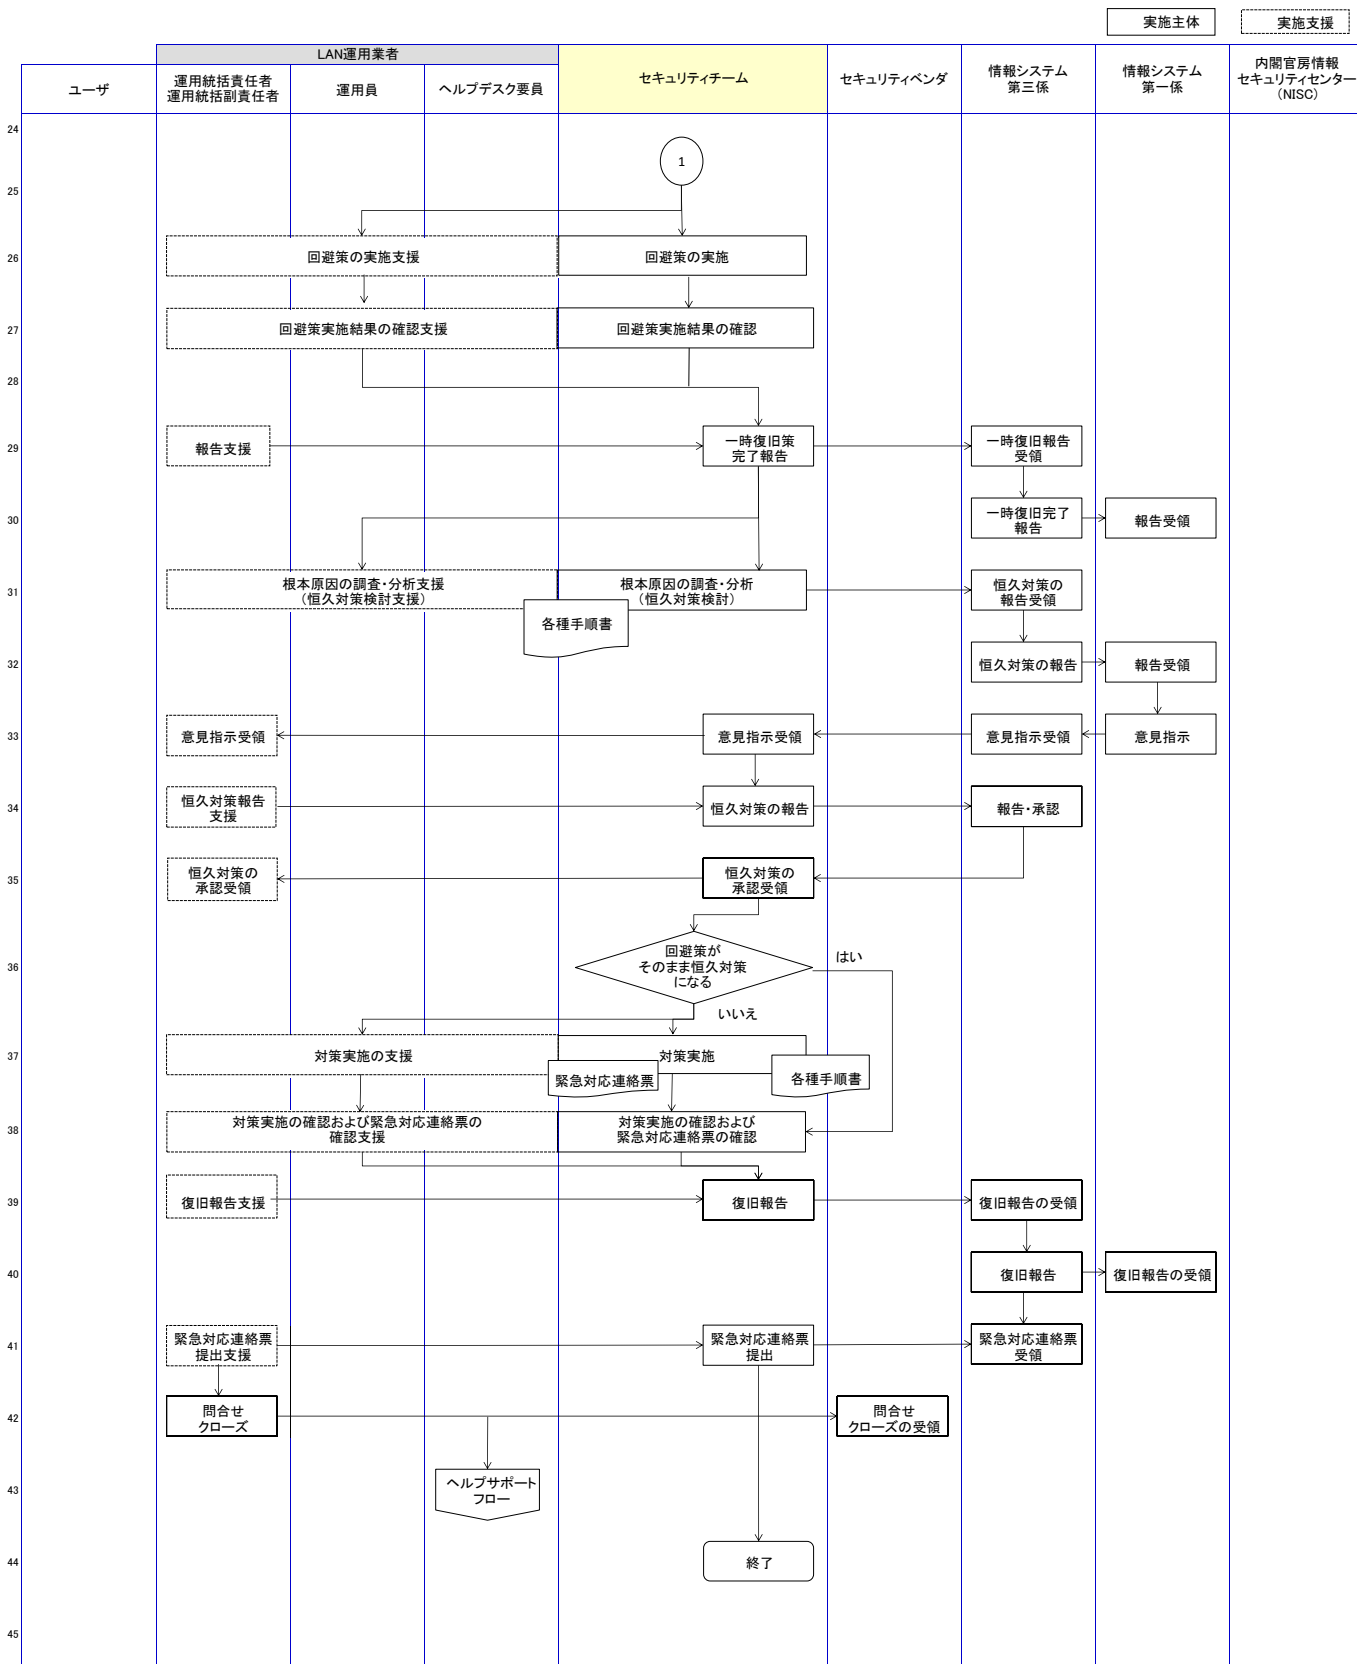 実施主体
実施支援
LAN運用業者
ユーザ
運用統括責任者
運用統括副責任者
運用員
ヘルプデスク要員
セキュリティチーム
セキュリティベンダ
情報システム
第三係
情報システム
第一係
内閣官房情報
セキュリティセンター
(NISC)
24
1
25
26
回避策の実施支援
回避策の実施
27
回避策実施結果の確認支援
回避策実施結果の確認
28
29
報告支援
一時復旧策
完了報告
一時復旧報告
受領
30
一時復旧完了
報告
報告受領
31
根本原因の調査・分析支援
(恒久対策検討支援)
根本原因の調査・分析
(恒久対策検討)
恒久対策の
報告受領
各種手順書
32
恒久対策の報告
報告受領
33
意見指示受領
意見指示受領
意見指示受領
意見指示
34
恒久対策報告
支援
恒久対策の報告
報告・承認
35
恒久対策の
承認受領
恒久対策の
承認受領
36
回避策が
そのまま恒久対策
になる
はい
いいえ
37
対策実施の支援
対策実施
緊急対応連絡票
各種手順書
38
対策実施の確認および緊急対応連絡票の
確認支援
対策実施の確認および
緊急対応連絡票の確認
39
復旧報告支援
復旧報告
復旧報告の受領
40
復旧報告
復旧報告の受領
41
緊急対応連絡票
提出支援
緊急対応連絡票
提出
緊急対応連絡票
受領
42
問合せ
クローズ
問合せ
クローズの受領
43
ヘルプサポート
フロー
44
終了
45